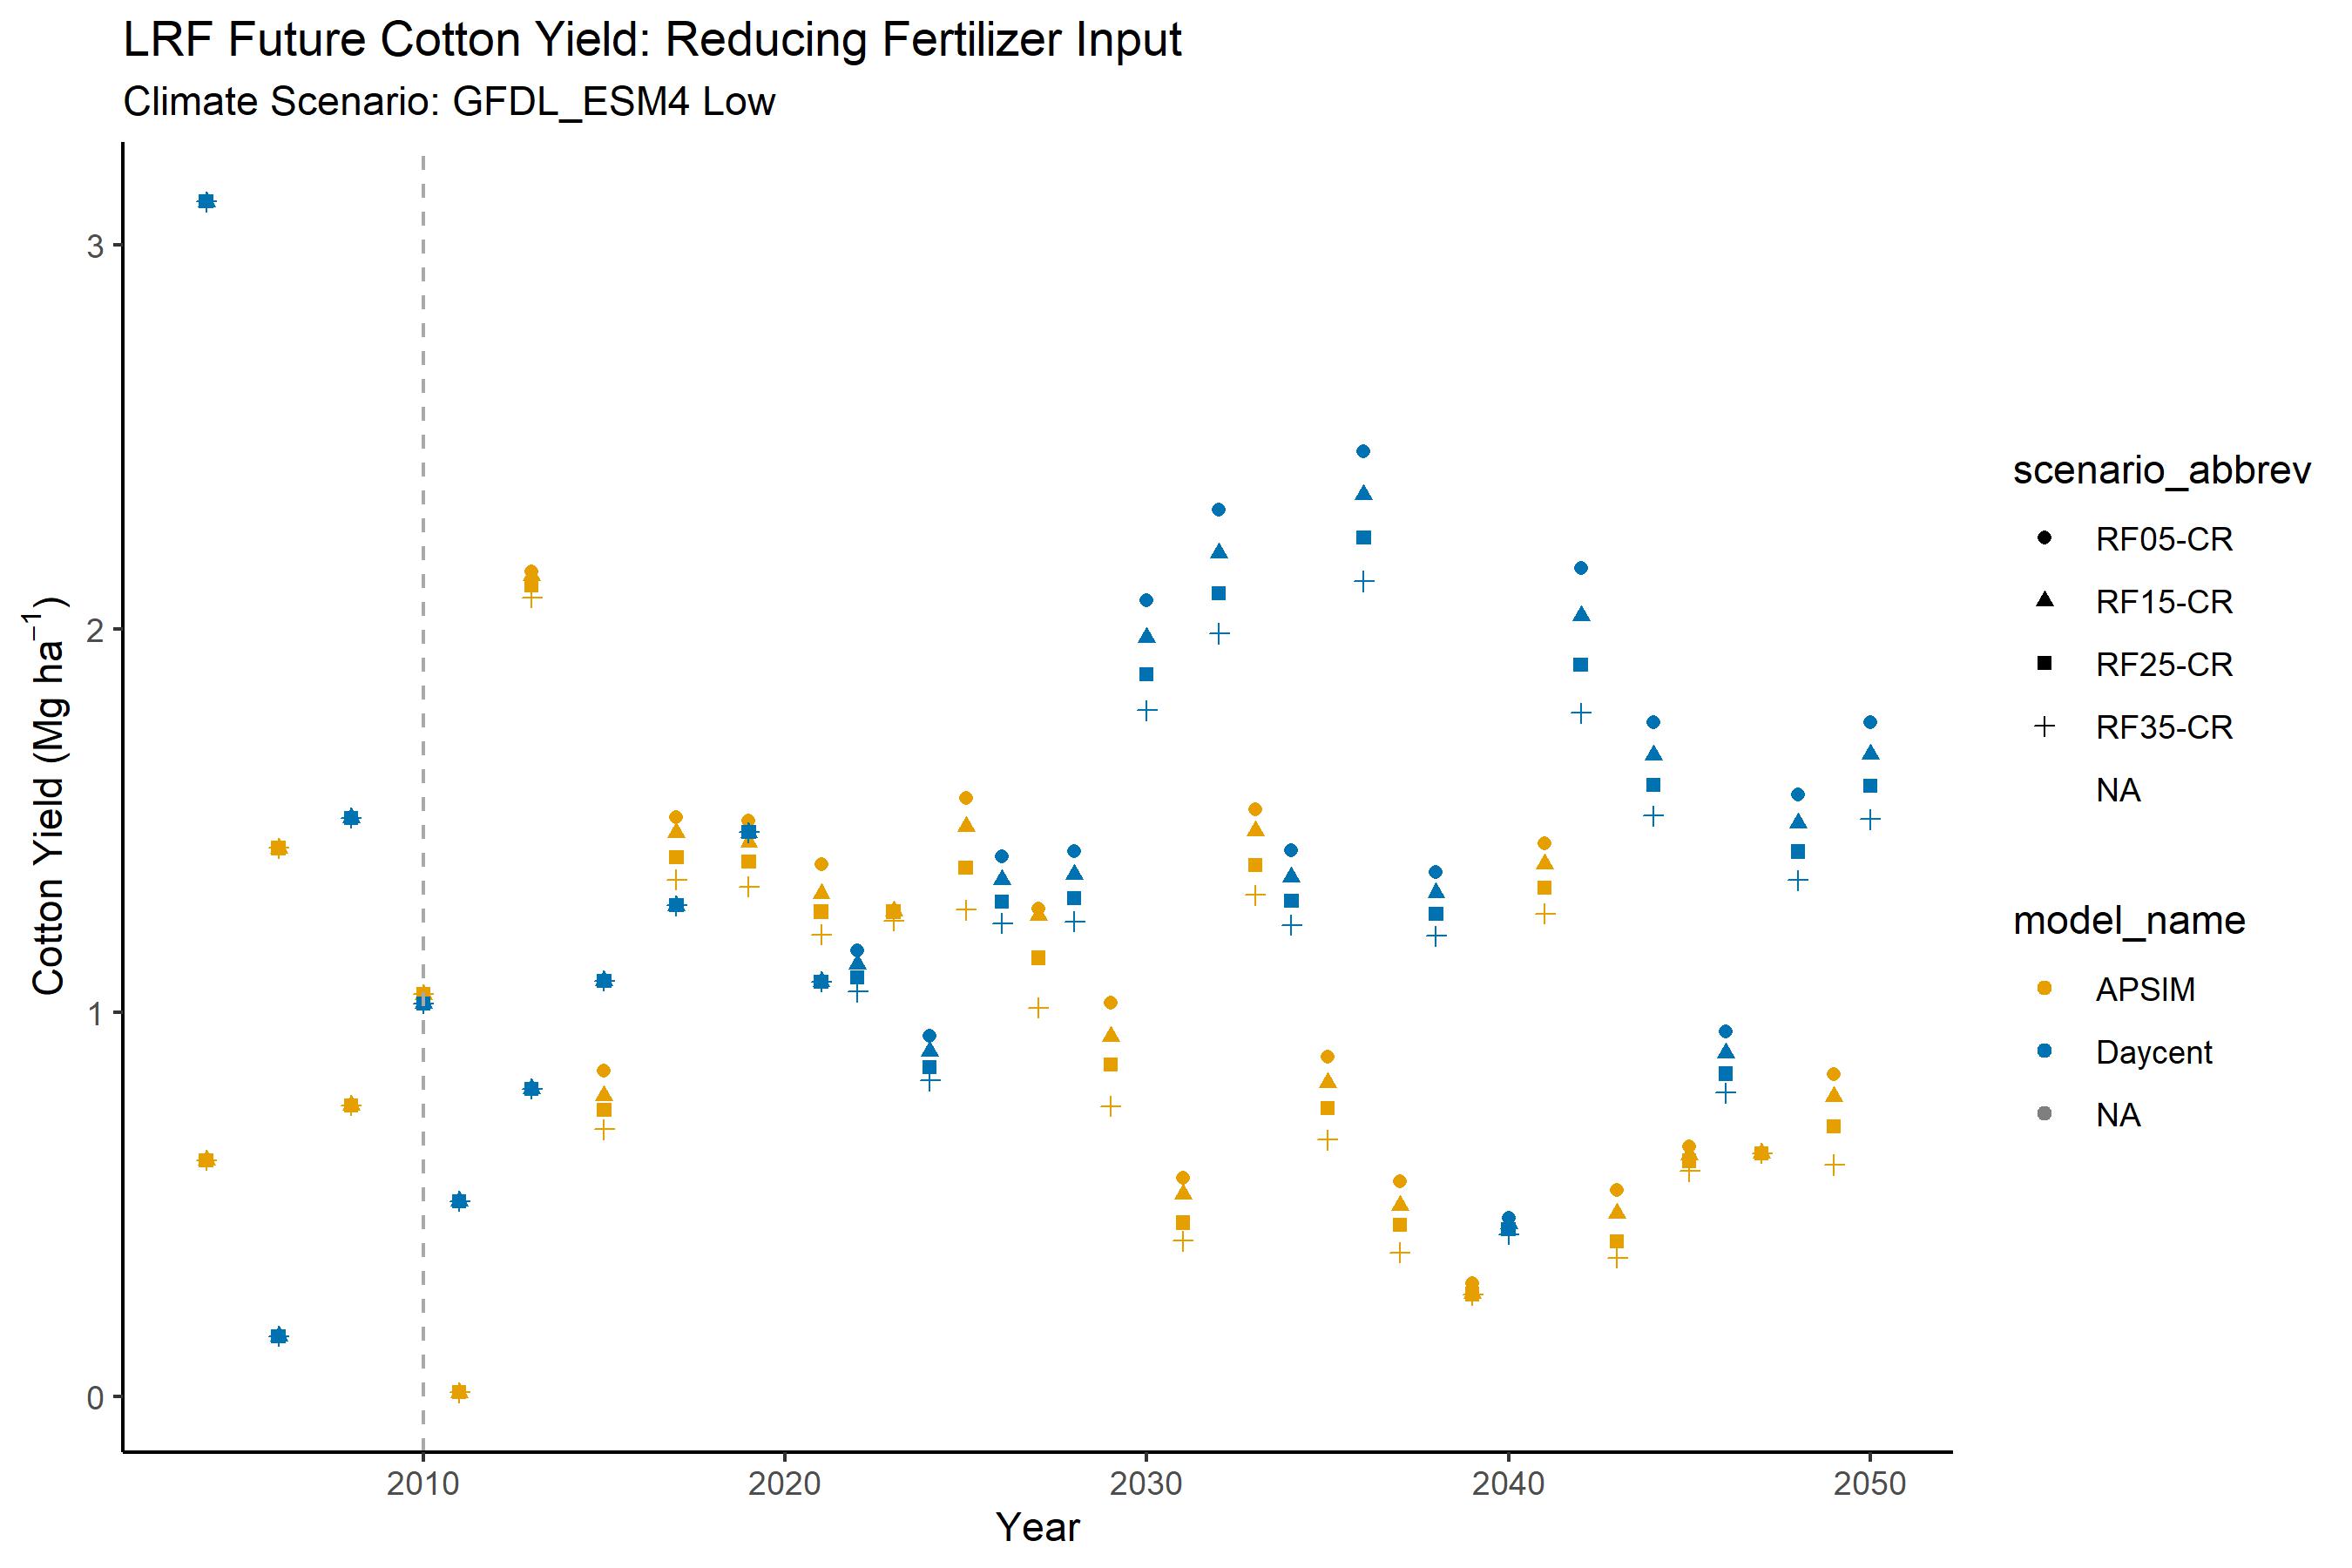 LRF Future Cotton Yield: Reducing Fertilizer Input
Climate Scenario: GFDL_ESM4 Low
Cotton Yield (Mg ha⁻¹)
3
2
1
0
2010 2020 2030 2040 2050
Year
scenario_abbrev
RF05-CR
RF15-CR
RF25-CR
RF35-CR
NA
model_name
APSIM
Daycent
NA